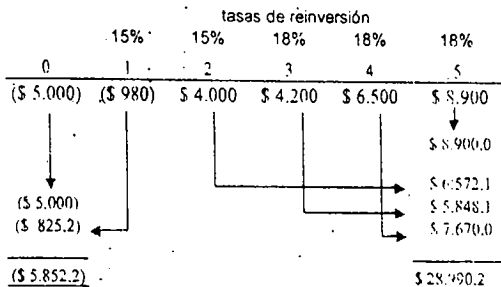 tasas de reinversión
15% 15% 18% 18% 18%
0 1 2 3 4 5
($ 5.000) ($ 980) $ 4.000 $ 4.200 $ 6.500 $ 8.900
$ 8.900.0
$ 6.572.1
($ 5.000) $ 5.848.1
($ 825.2) $ 7.670.0
($ 5.852.2) $ 28.990.2